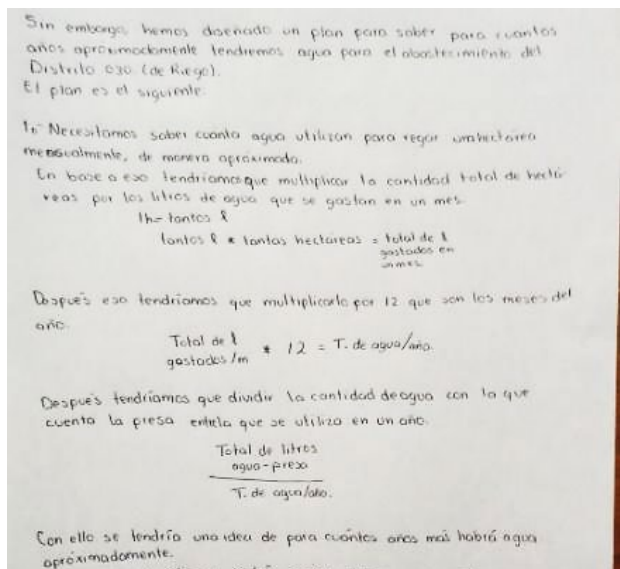 Sin embargo, hemos diseñado un plan para saber para cuantos
años aproximadamente tendremos agua para el abastecimiento del
Distrito 030 (de Riego).
El plan es el siguiente:
1.- Necesitamos saber cuanta agua utilizan para regar una hectárea
mensualmente, de manera aproximada.
En base a eso tendríamos que multiplicar la cantidad total de hectá-
reas por los litros de agua que se gastan en un mes.
1h = tantos l
tantos l * tantas hectareas = total de l
gastados en
un mes
Después eso tendríamos que multiplicarlo por 12 que son los meses del
año.
Total de l
gastados/m * 12 = T. de agua/año.
Después tendríamos que dividir la cantidad de agua con la que
cuenta la presa entre la que se utiliza en un año.
Total de litros
agua-presa
T. de agua/año.
Con ello se tendría una idea de para cuántos años más habrá agua
apróximadamente.